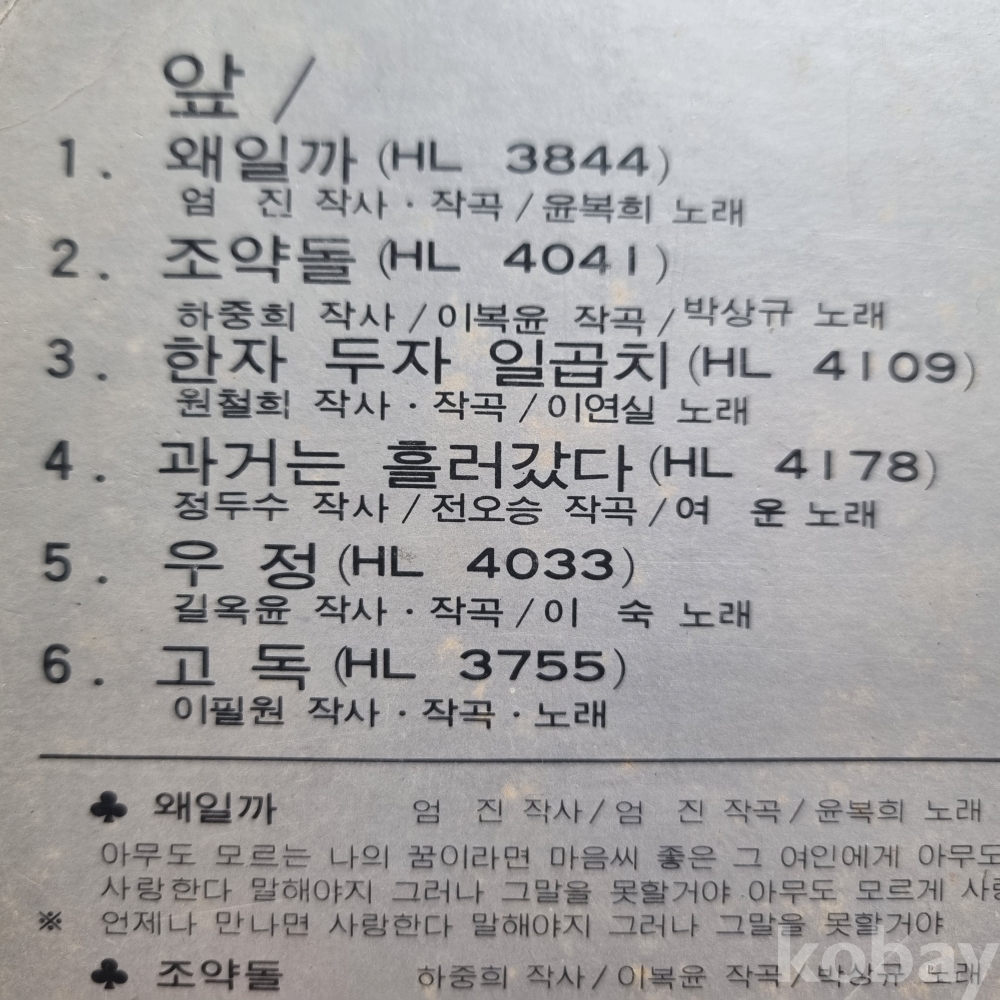 앞 /
1. 왜일까 (HL 3844)
엄 진 작사 · 작곡 / 윤복희 노래
2. 조약돌 (HL 4041)
하중희 작사 / 이복윤 작곡 / 박상규 노래
3. 한자 두자 일곱치 (HL 4109)
원철희 작사 · 작곡 / 이연실 노래
4. 과거는 흘러갔다 (HL 4178)
정두수 작사 / 전오승 작곡 / 여 운 노래
5. 우 정 (HL 4033)
길옥윤 작사 · 작곡 / 이 숙 노래
6. 고 독 (HL 3755)
이필원 작사 · 작곡 · 노래
♣ 왜일까 엄 진 작사 / 엄 진 작곡 / 윤복희 노래
아무도 모르는 나의 꿈이라면 마음씨 좋은 그 여인에게 아무도
사랑한다 말해야지 그러나 그말을 못할거야 아무도 모르게
※ 언제나 만나면 사랑한다 말해야지 그러나 그말을 못할거야
♣ 조약돌 하중희 작사 / 이복윤 작곡 / 박상규 노래
kobay